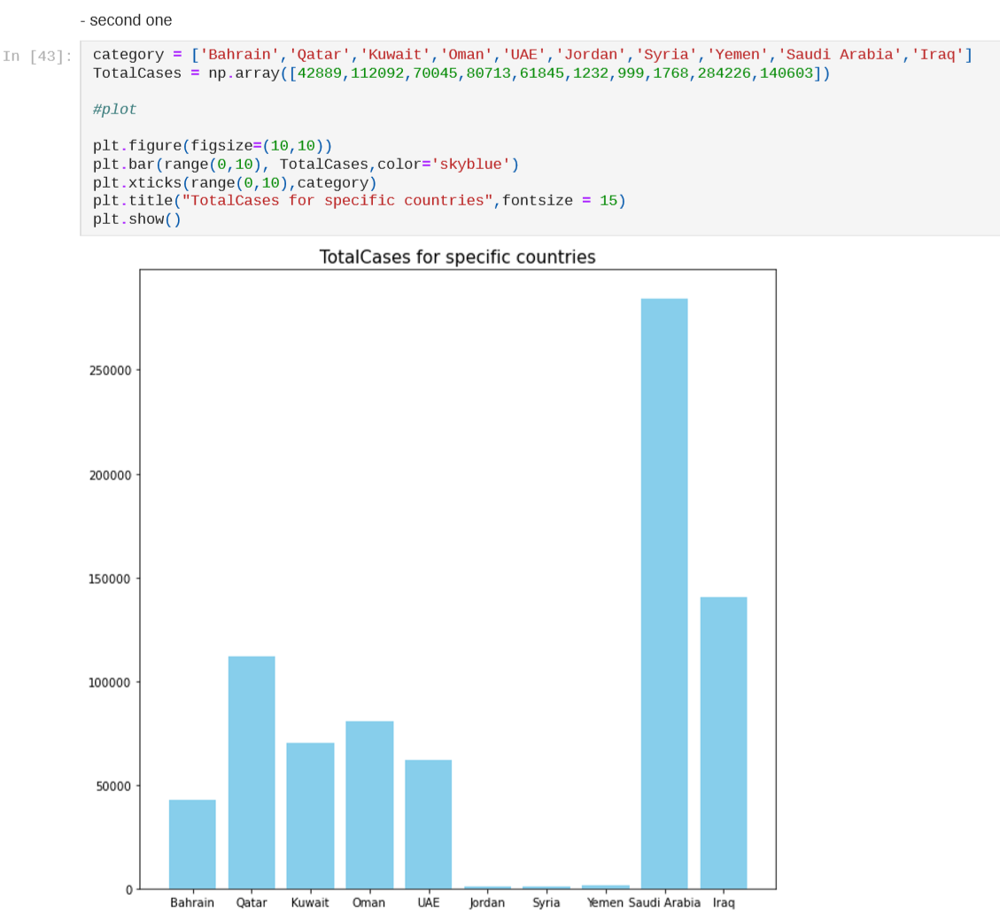 - second one
In [43]:
category = ['Bahrain','Qatar','Kuwait','Oman','UAE','Jordan','Syria','Yemen','Saudi Arabia','Iraq']
TotalCases = np.array([42889,112092,70045,80713,61845,1232,999,1768,284226,140603])
#plot
plt.figure(figsize=(10,10))
plt.bar(range(0,10), TotalCases,color='skyblue')
plt.xticks(range(0,10),category)
plt.title("TotalCases for specific countries",fontsize = 15)
plt.show()
TotalCases for specific countries
250000
200000
150000
100000
50000
0
Bahrain Qatar Kuwait Oman UAE Jordan Syria Yemen Saudi Arabia Iraq